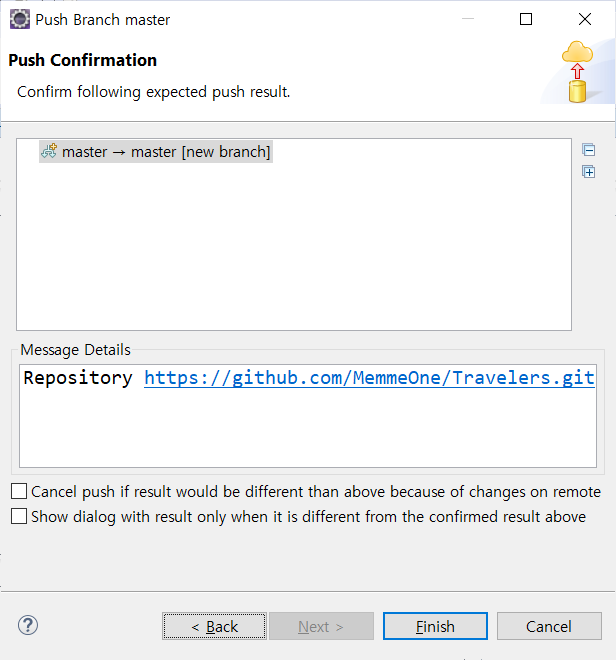 Push Branch master
Push Confirmation
Confirm following expected push result.
master → master [new branch]
Message Details
Repository https://github.com/MemmeOne/Travelers.git
Cancel push if result would be different than above because of changes on remote
Show dialog with result only when it is different from the confirmed result above
?
< Back
Next >
Finish
Cancel